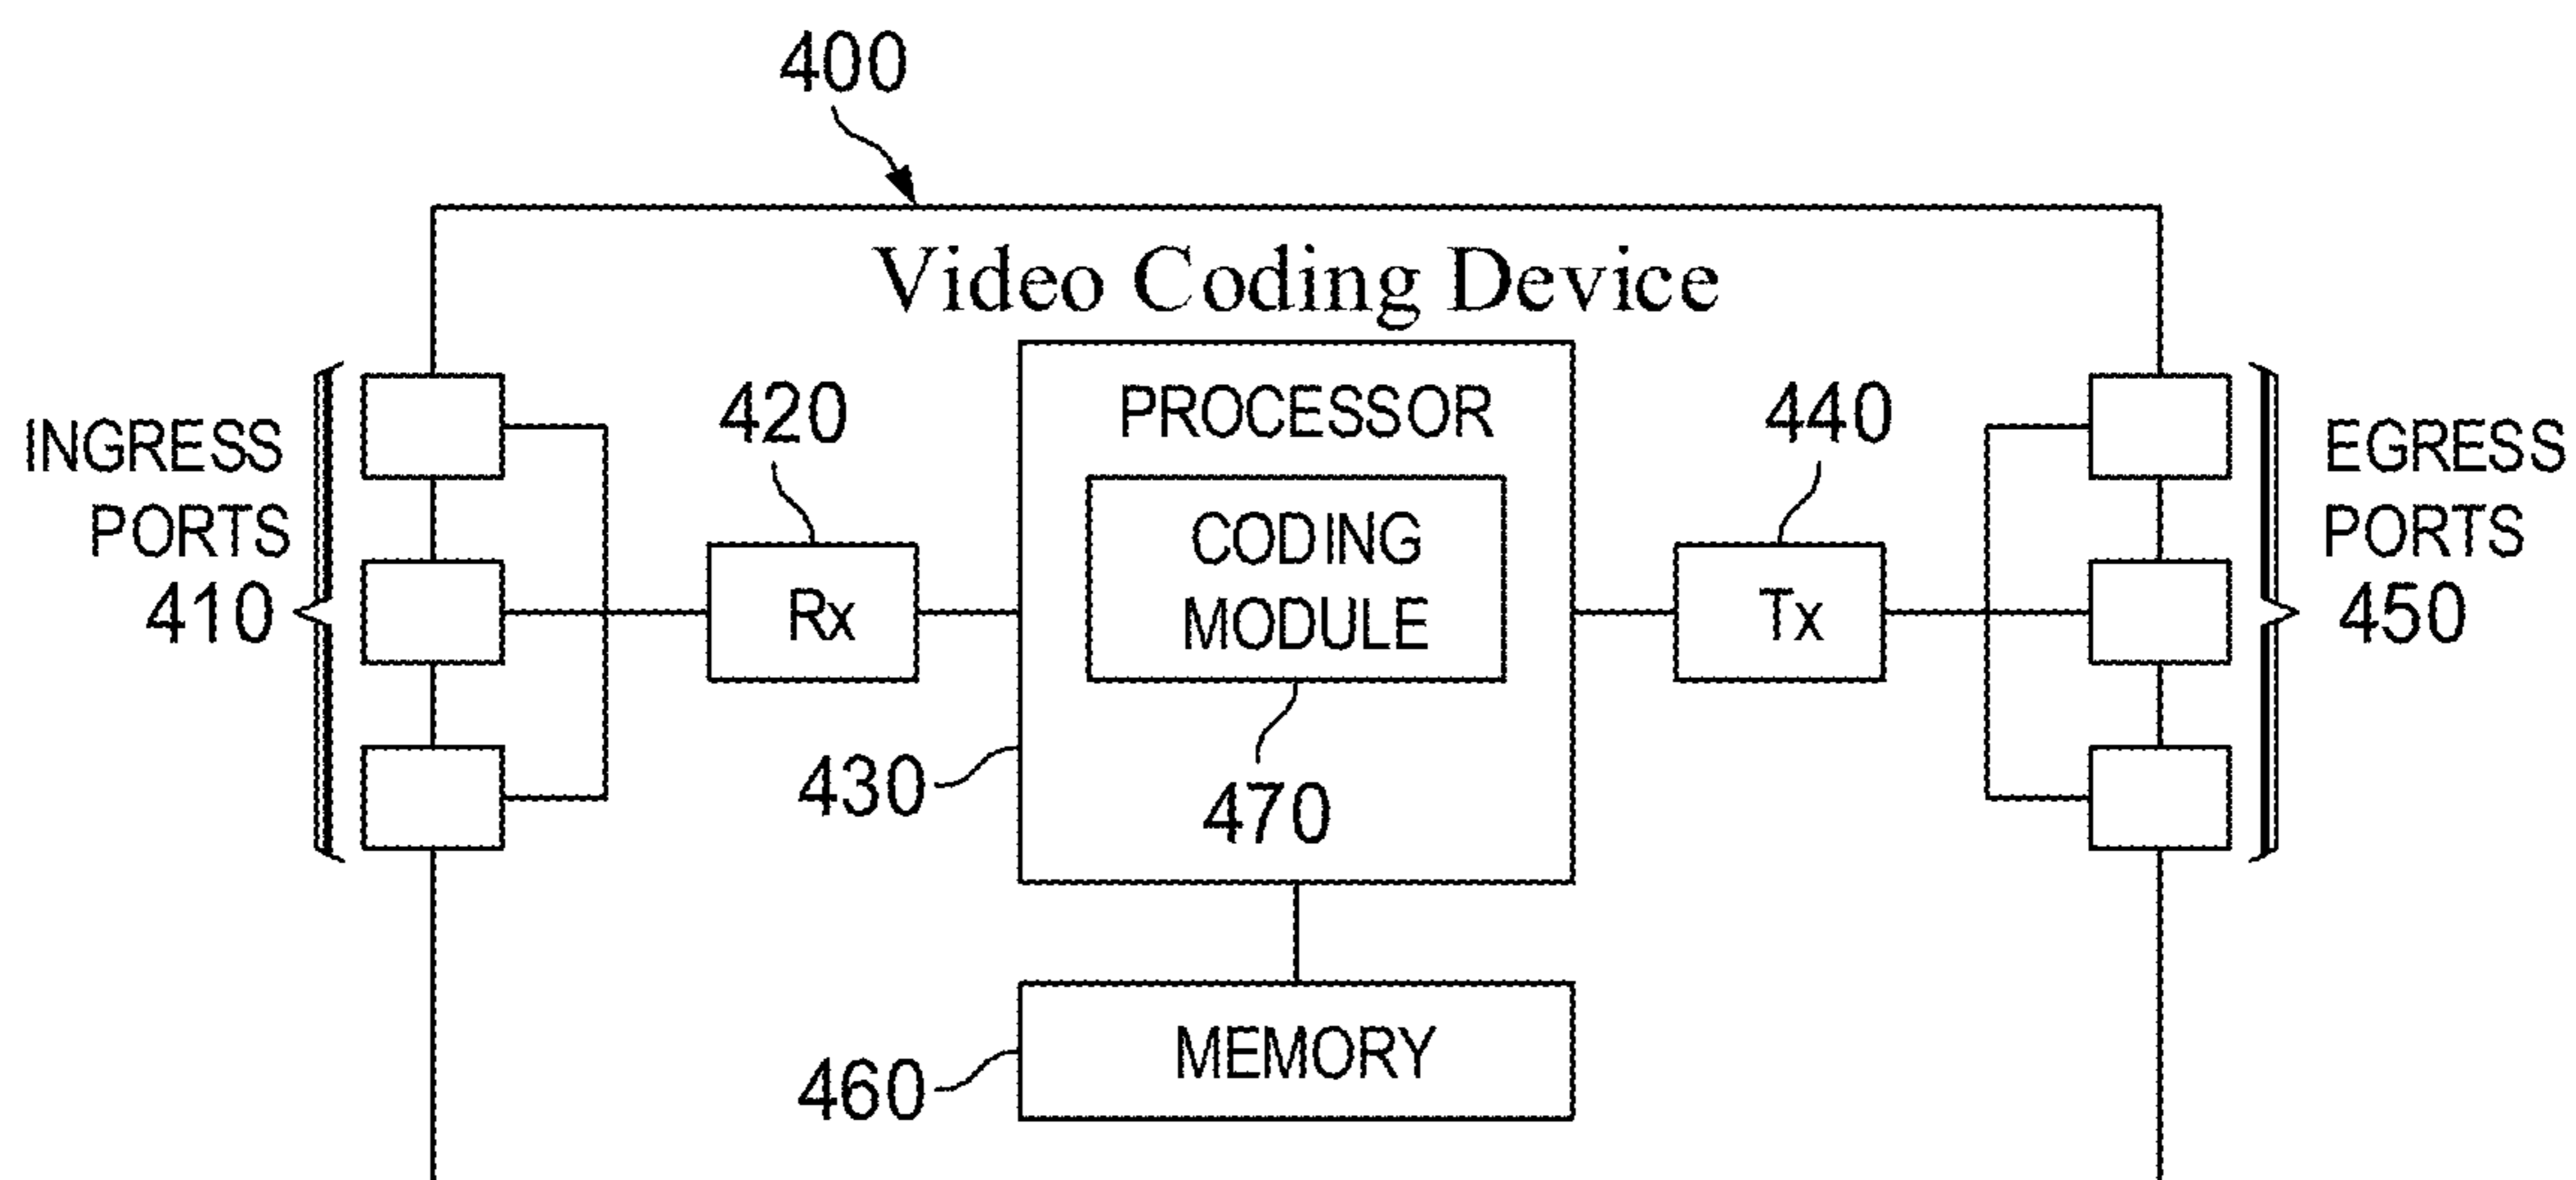 400
Video Coding Device
INGRESS
PORTS
410
420
Rx
PROCESSOR
CODING
MODULE
430
470
440
Tx
EGRESS
PORTS
450
MEMORY
460